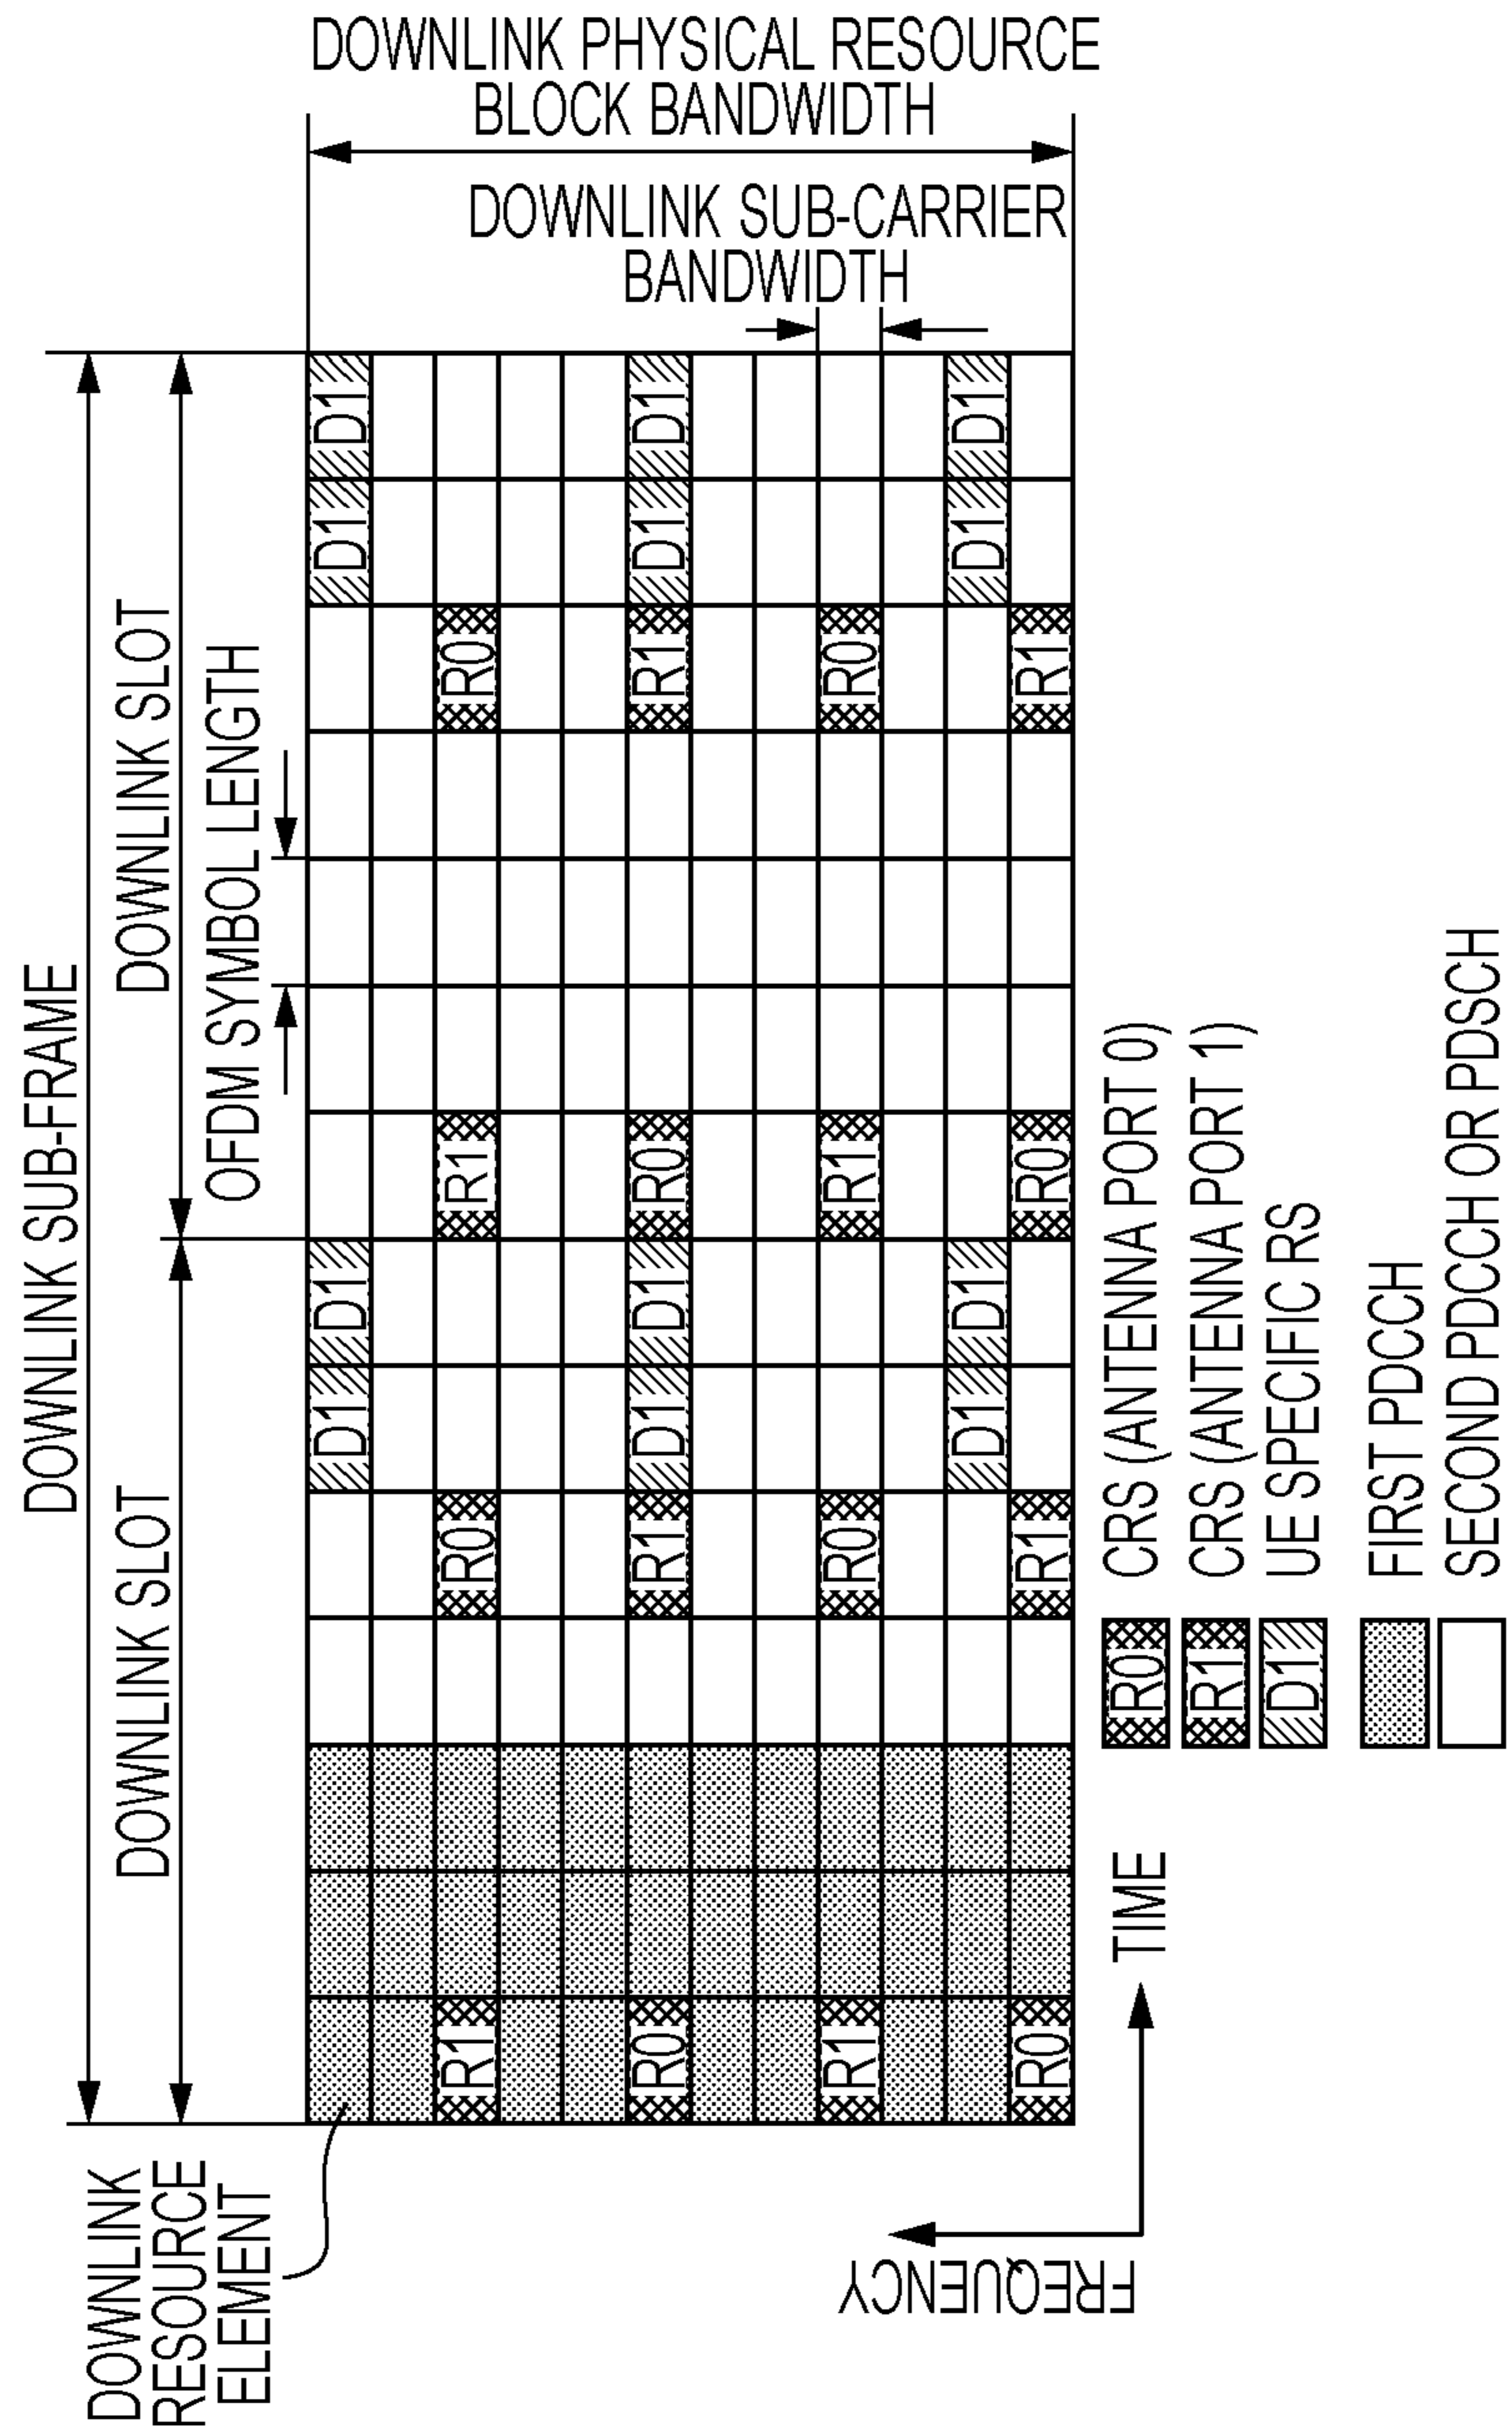 DOWNLINK SUB-FRAME
DOWNLINK SLOT
DOWNLINK SLOT
DOWNLINK
RESOURCE
ELEMENT
OFDM SYMBOL LENGTH
D1 D1 D1 D1
R1 R0 R1 R0
R0 R1 D1 D1 R0 R1 D1 D1
R1 R0 R1 R0
D1 D1 D1 D1
R0 R1 R0 R1
DOWNLINK PHYSICAL RESOURCE
BLOCK BANDWIDTH
DOWNLINK SUB-CARRIER
BANDWIDTH
FREQUENCY
TIME
R0 CRS (ANTENNA PORT 0)
R1 CRS (ANTENNA PORT 1)
D1 UE SPECIFIC RS
FIRST PDCCH
SECOND PDCCH OR PDSCH